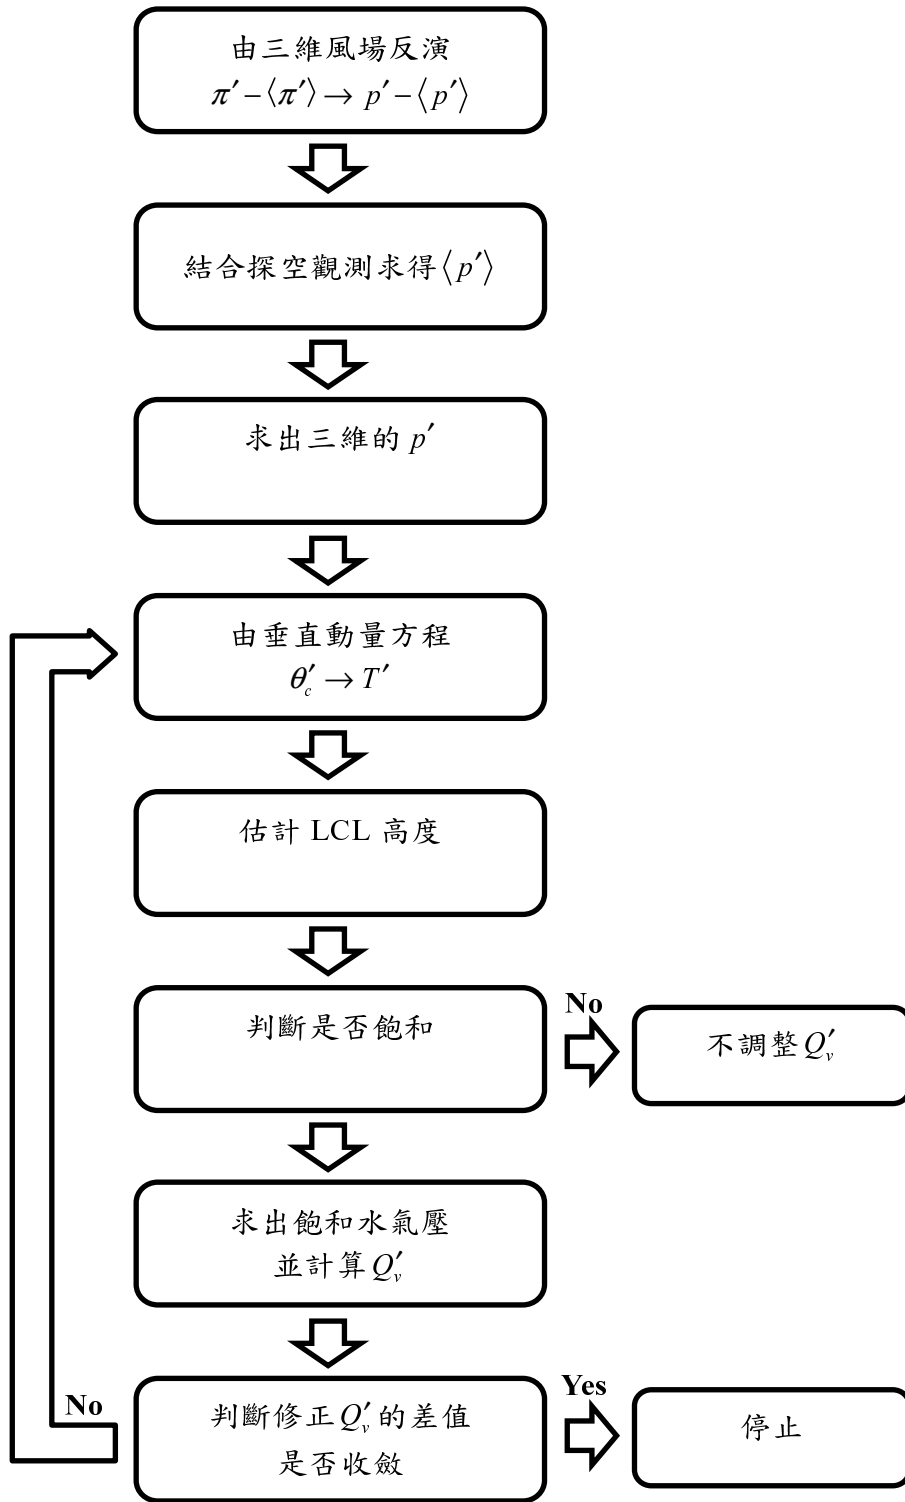 由三維風場反演
π′−⟨π′⟩→ p′−⟨p′⟩
結合探空觀測求得⟨p′⟩
求出三維的 p′
由垂直動量方程
θ′c → T′
估計 LCL 高度
判斷是否飽和
No
不調整Q′v
求出飽和水氣壓
並計算Q′v
判斷修正Q′v的差值
是否收斂
No
Yes
停止